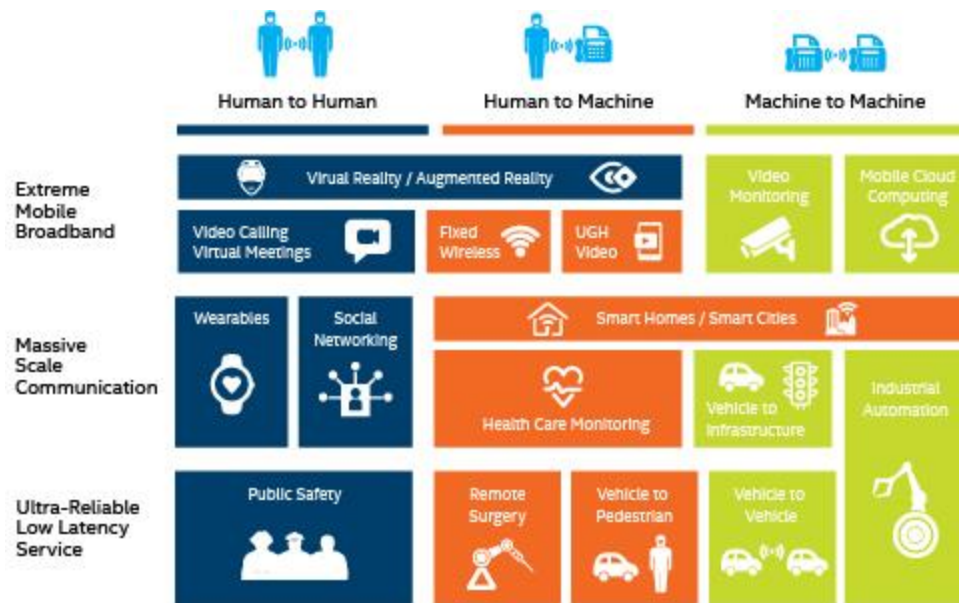 Human to Human
Human to Machine
Machine to Machine
Extreme
Mobile
Broadband
Virual Reality / Augmented Reality
Video Calling
Virtual Meetings
Fixed
Wireless
UGH
Video
Video
Monitoring
Mobile Cloud
Computing
Massive
Scale
Communication
Wearables
Social
Networking
Smart Homes / Smart Cities
Health Care Monitoring
Vehicle to
Infrastructure
Industrial
Automation
Ultra-Reliable
Low Latency
Service
Public Safety
Remote
Surgery
Vehicle to
Pedestrian
Vehicle to
Vehicle